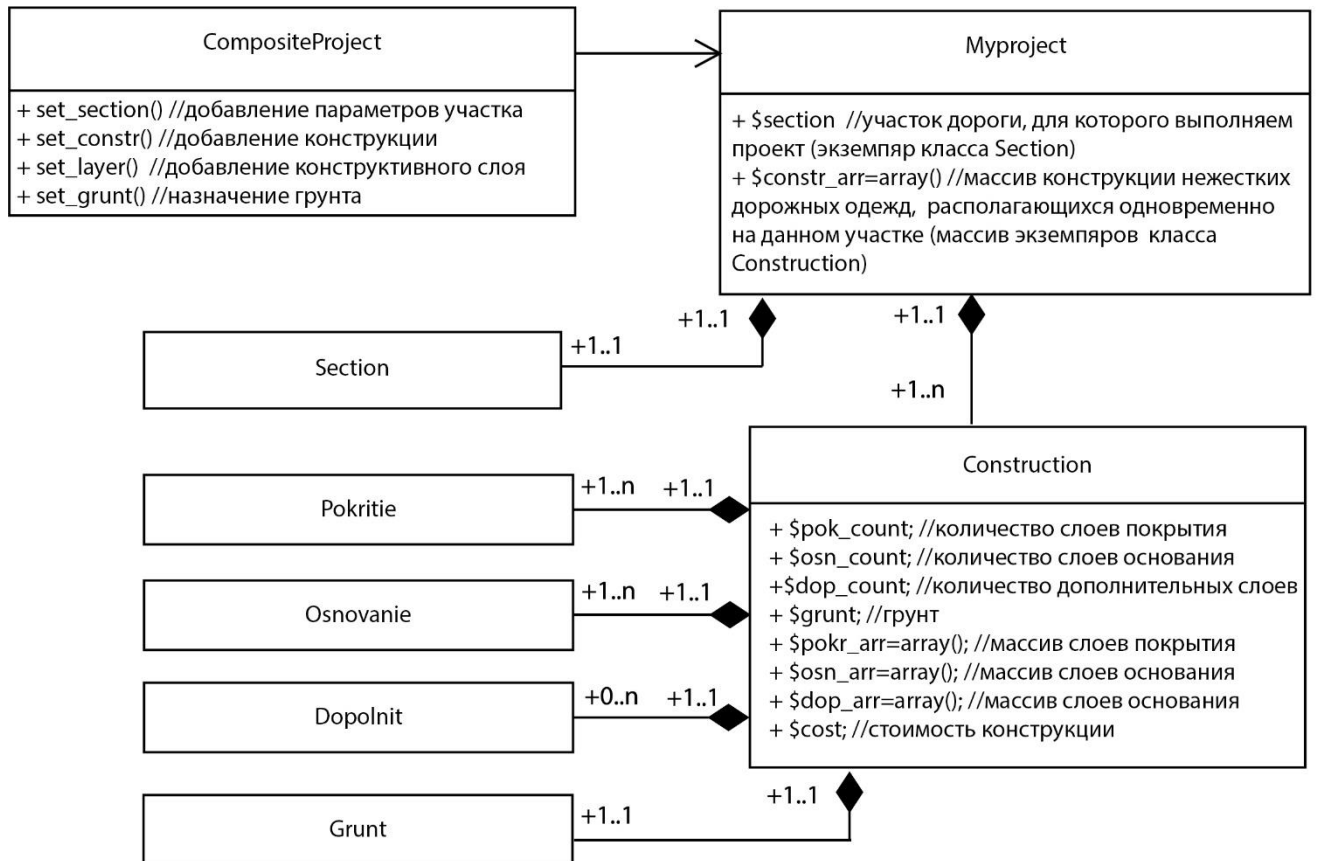 CompositeProject
+ set_section() //добавление параметров участка
+ set_constr() //добавление конструкции
+ set_layer() //добавление конструктивного слоя
+ set_grunt() //назначение грунта
Myproject
+ $section //участок дороги, для которого выполняем
проект (экземпяр класса Section)
+ $constr_arr=array() //массив конструкции нежестких
дорожных одежд, располагающихся одновременно
на данном участке (массив экземпяров класса
Construction)
+1..1
+1..1
+1..1
Section
+1..n
Construction
+ $pok_count; //количество слоев покрытия
+ $osn_count; //количество слоев основания
+$dop_count; //количество дополнительных слоев
+ $grunt; //грунт
+ $pokr_arr=array(); //массив слоев покрытия
+ $osn_arr=array(); //массив слоев основания
+ $dop_arr=array(); //массив слоев основания
+ $cost; //стоимость конструкции
Pokritie
+1..n +1..1
Osnovanie
+1..n +1..1
Dopolnit
+0..n +1..1
Grunt
+1..1
+1..1